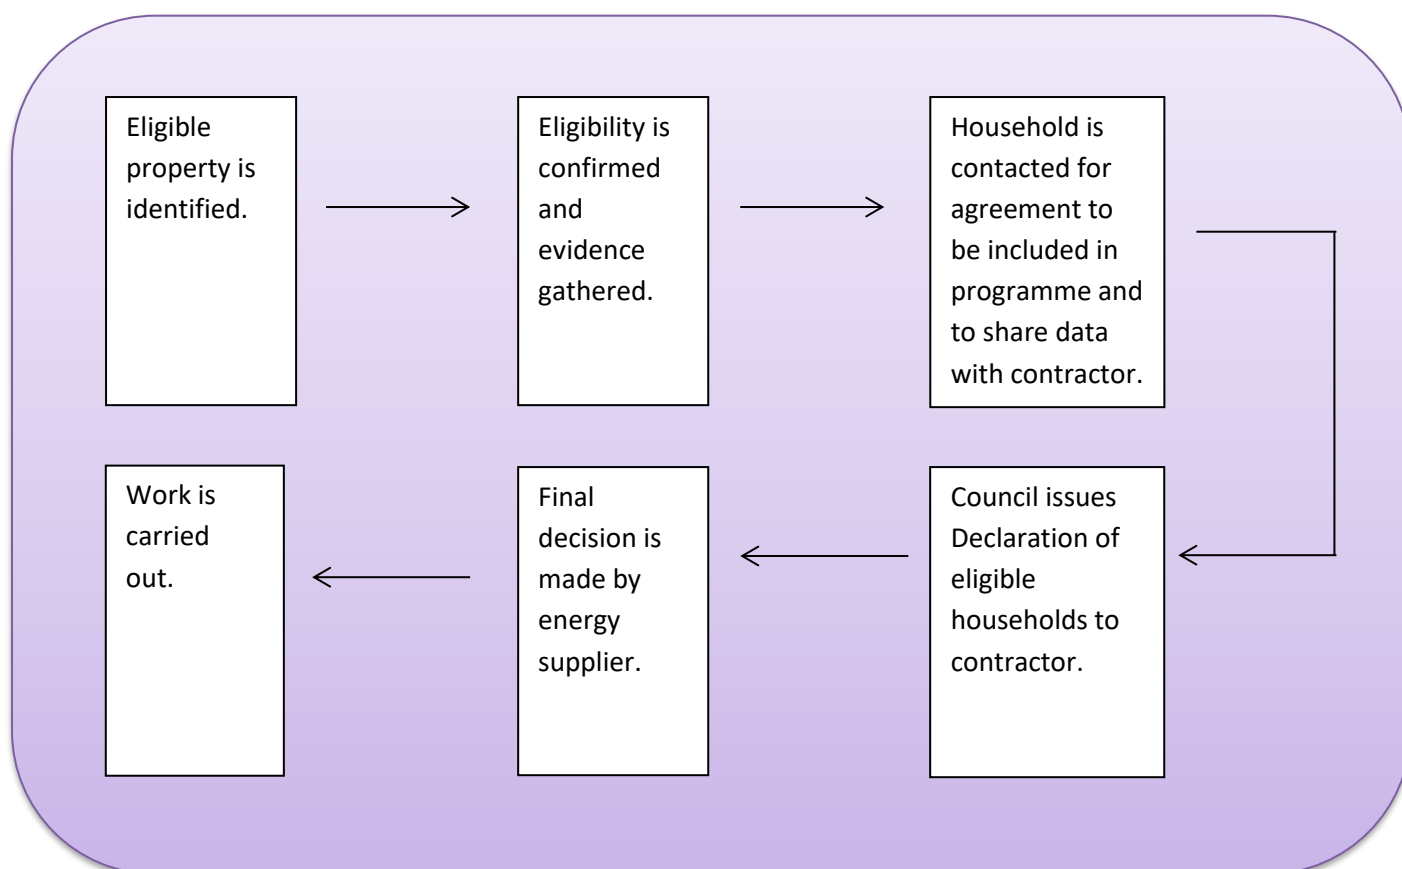 Eligible
property is
identified.
Eligibility is
confirmed
and
evidence
gathered.
Household is
contacted for
agreement to
be included in
programme and
to share data
with contractor.
Council issues
Declaration of
eligible
households to
contractor.
Final
decision is
made by
energy
supplier.
Work is
carried
out.